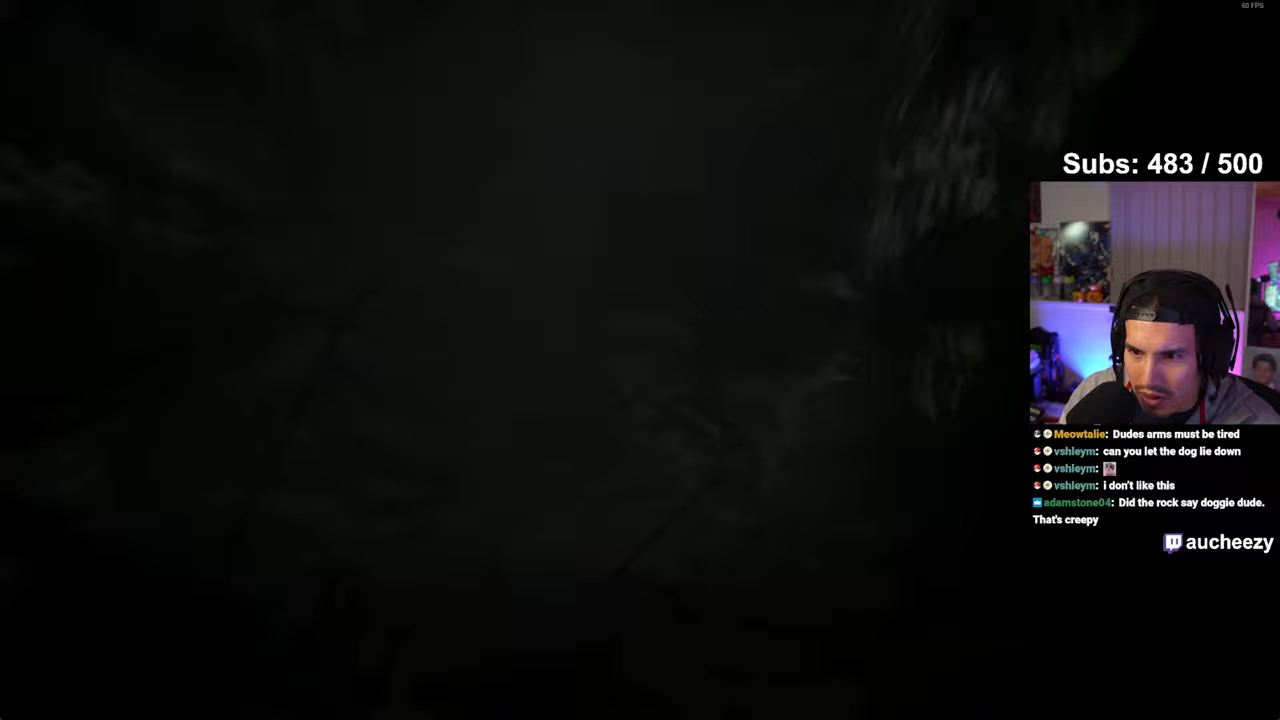 60 FPS
Subs: 483 / 500
Meowtalie: Dudes arms must be tired
vshleym: can you let the dog lie down
vshleym:
vshleym: i don't like this
adamstone04: Did the rock say doggie dude.
That's creepy
aucheezy